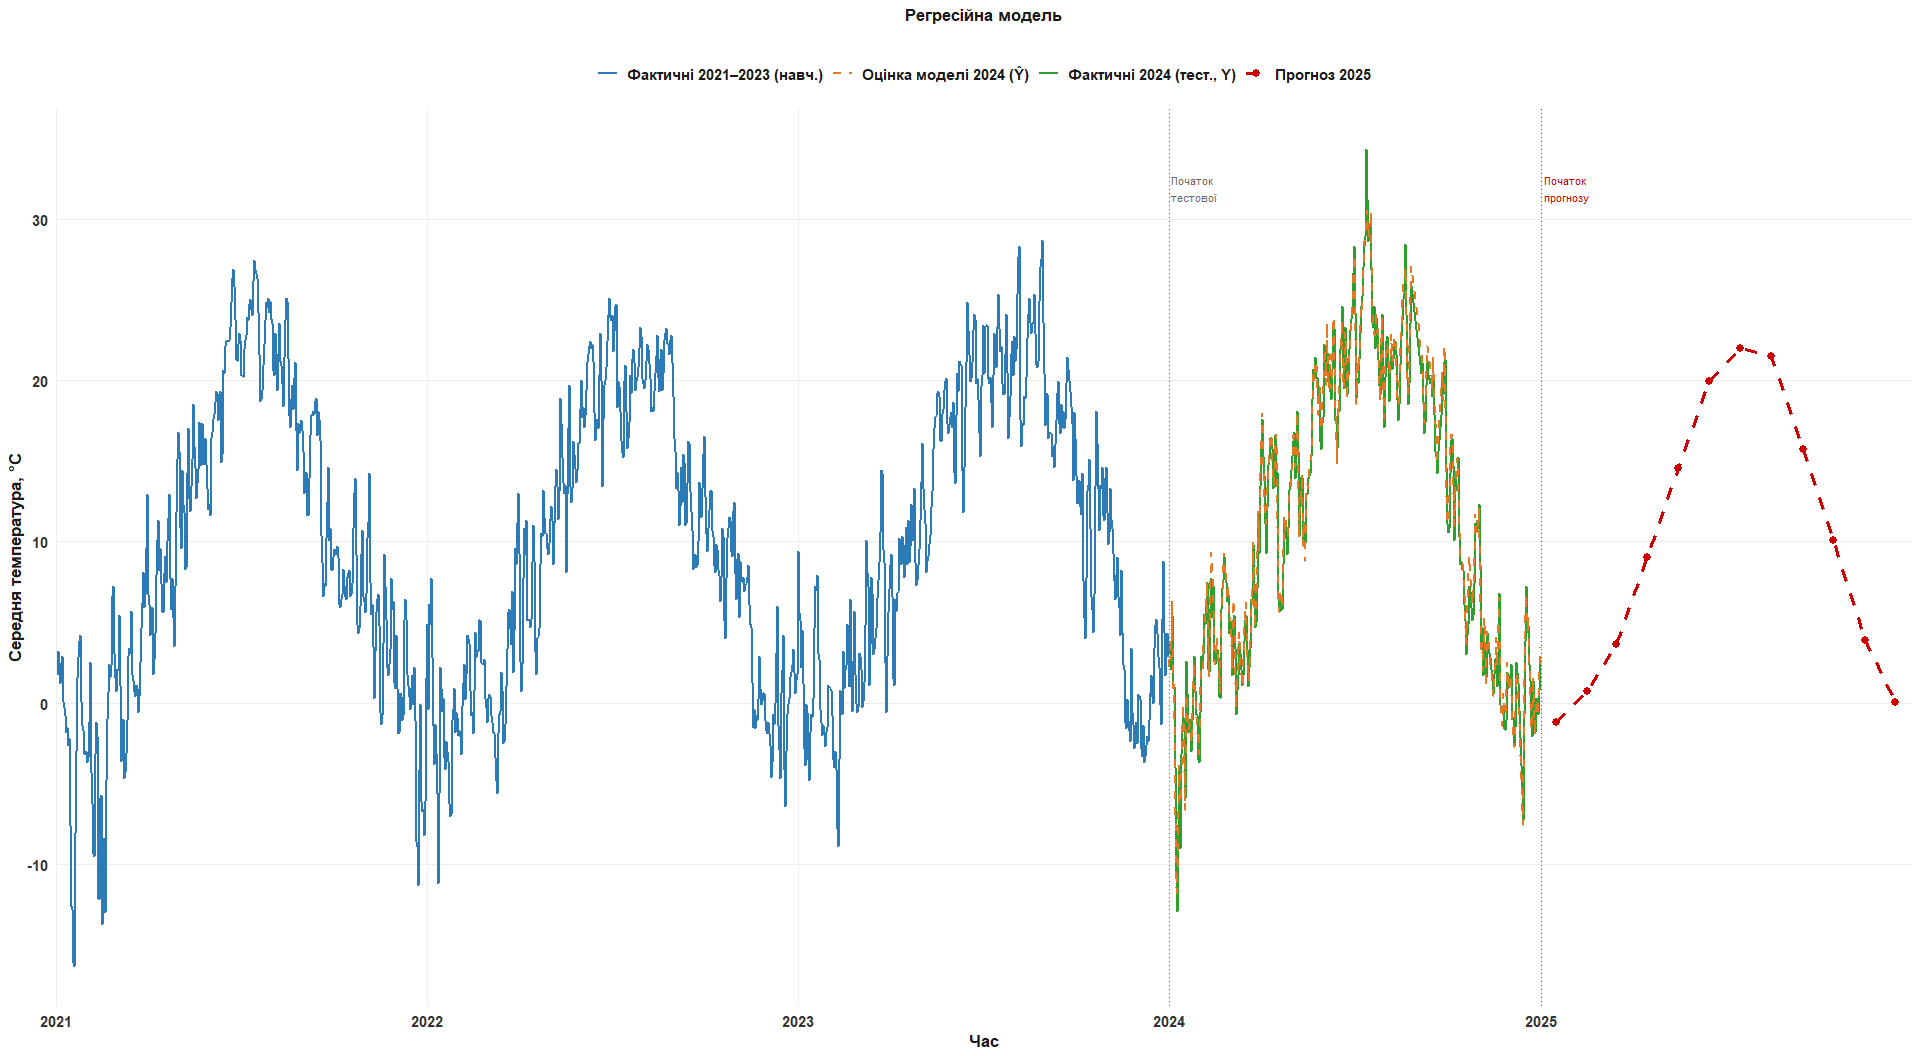 Регресійна модель
Фактичні 2021–2023 (навч.) Оцінка моделі 2024 (Ŷ) Фактичні 2024 (тест., Y) Прогноз 2025
Початок
тестової
Початок
прогнозу
30
20
10
0
-10
Середня температура, °C
2021 2022 2023 2024 2025
Час